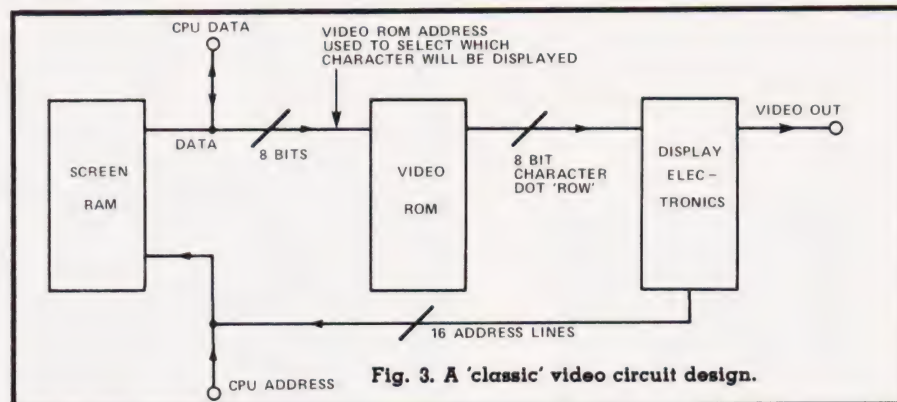 CPU DATA
VIDEO ROM ADDRESS
USED TO SELECT WHICH
CHARACTER WILL BE DISPLAYED
VIDEO OUT
DATA
8 BITS
SCREEN
RAM
VIDEO
ROM
8 BIT
CHARACTER
DOT 'ROW'
DISPLAY
ELEC –
TRONICS
16 ADDRESS LINES
CPU ADDRESS
Fig. 3. A 'classic' video circuit design.